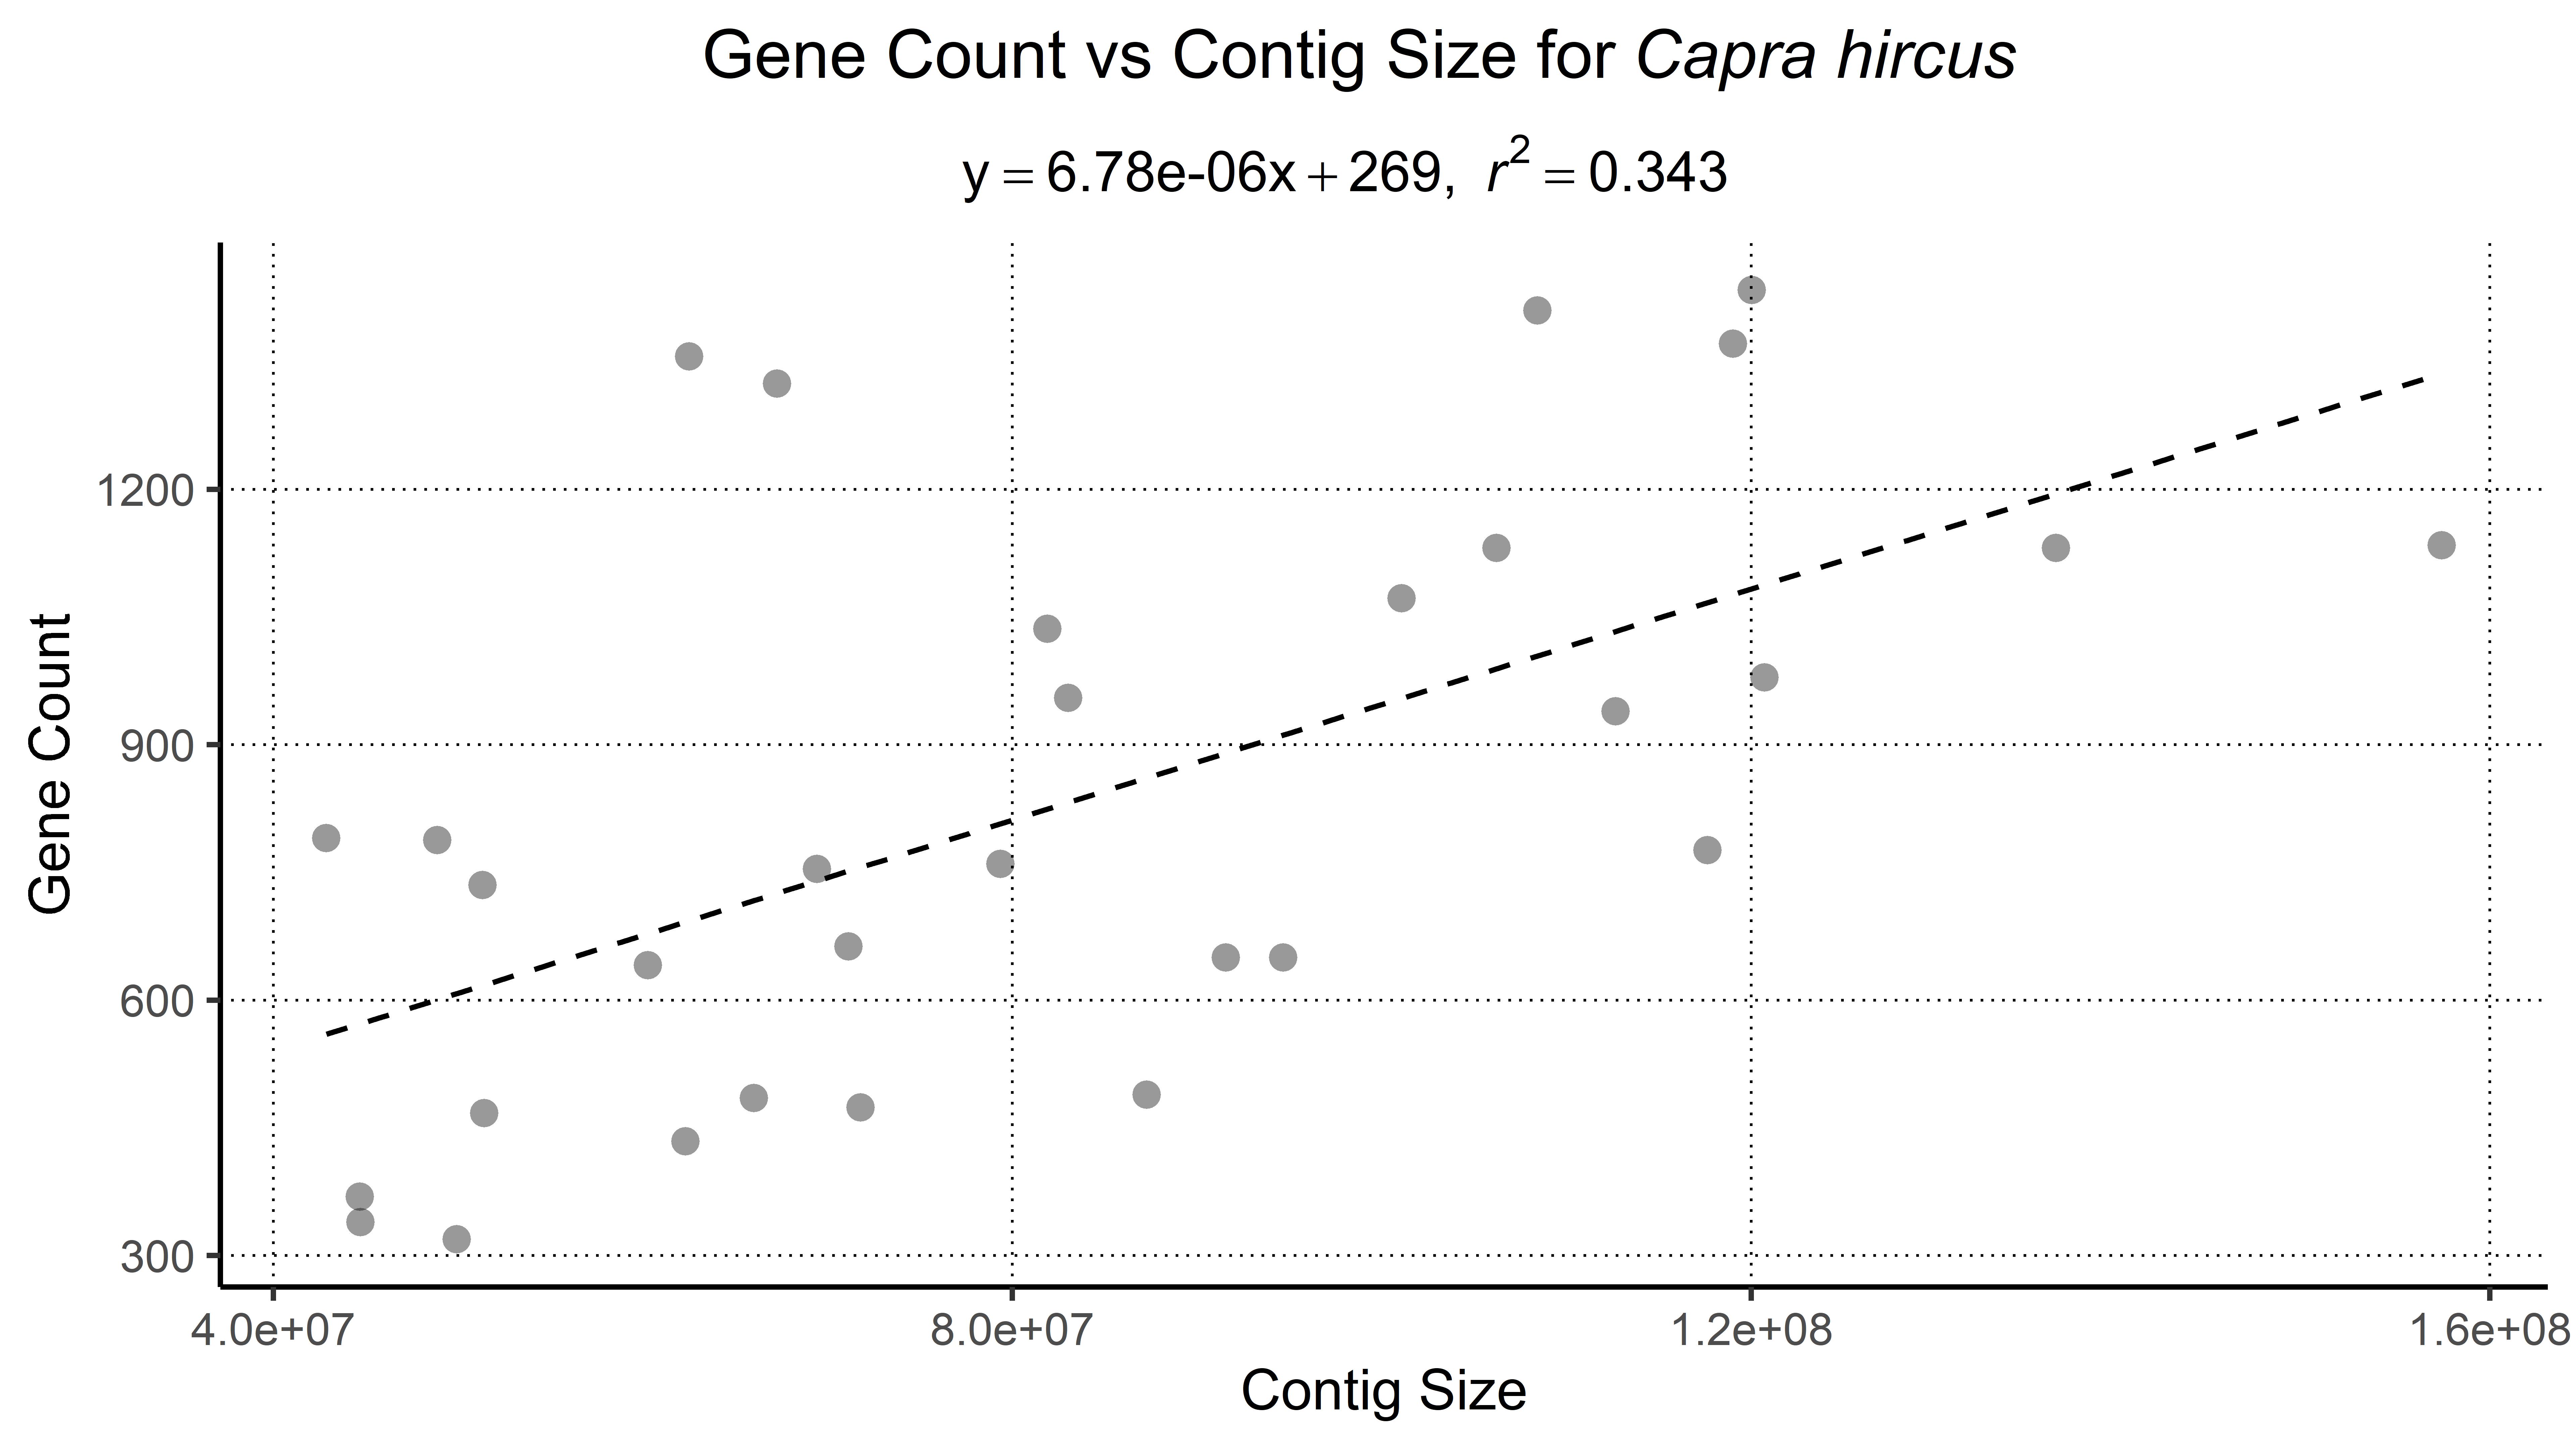 Gene Count vs Contig Size for Capra hircus
y = 6.78e-06x + 269, r² = 0.343
Gene Count
1200
900
600
300
4.0e+07 8.0e+07 1.2e+08 1.6e+08
Contig Size